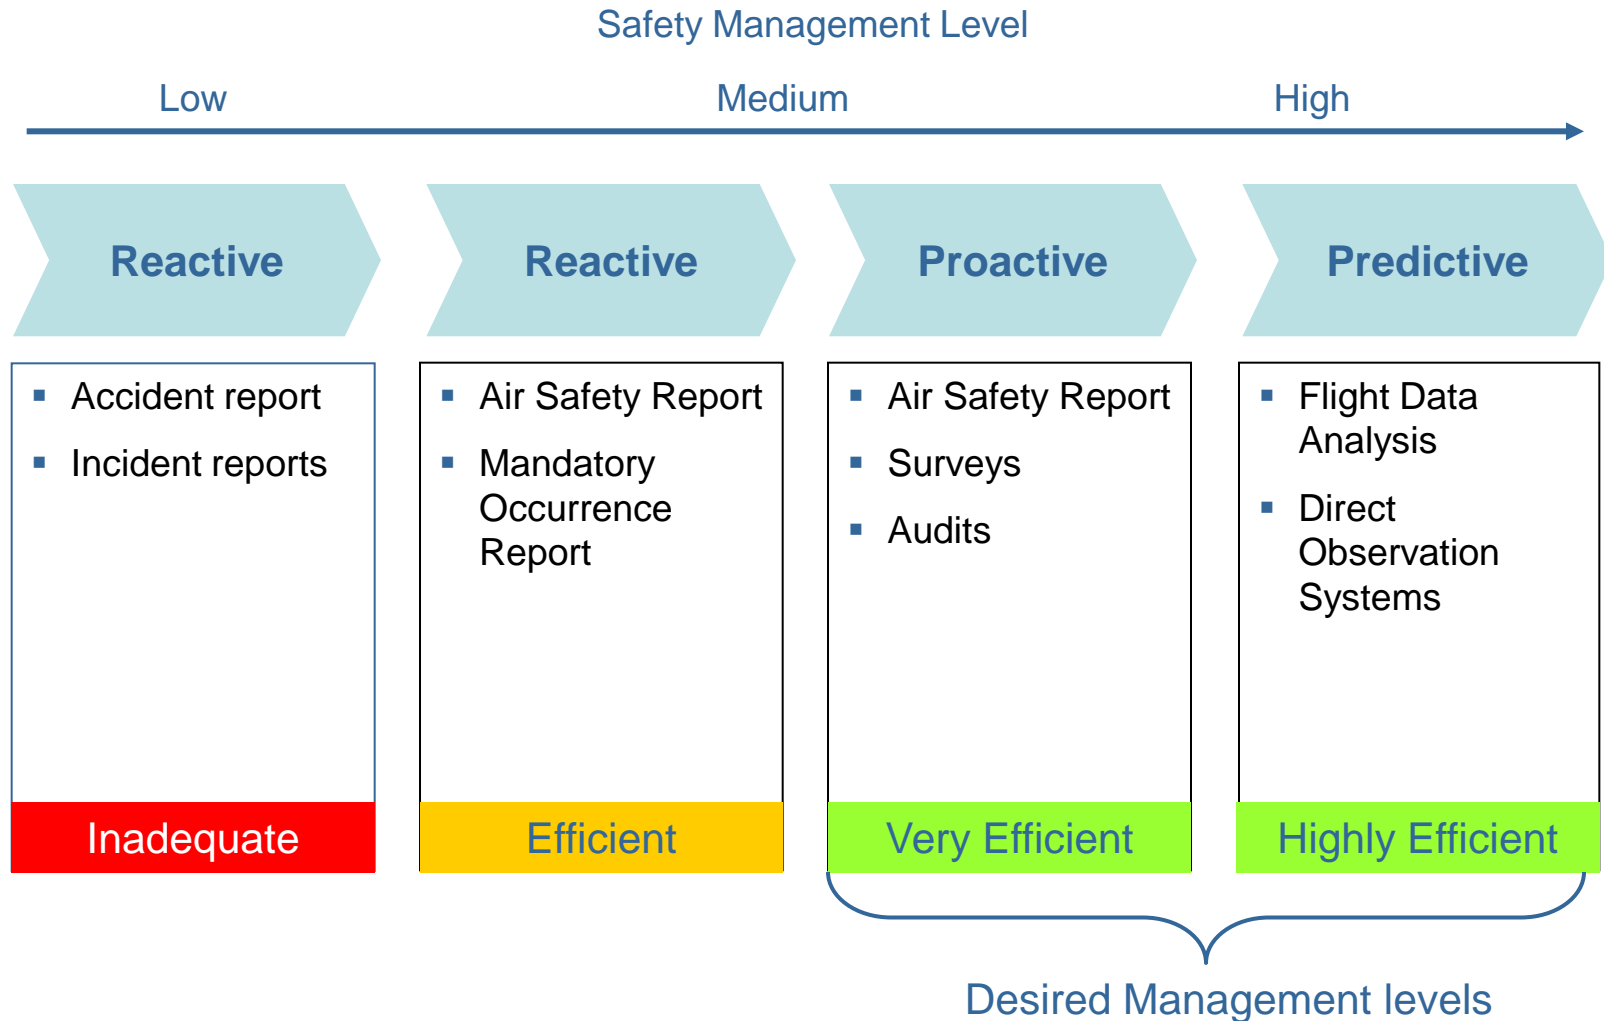 Safety Management Level
Low
Medium
High
Reactive
Reactive
Proactive
Predictive
▪ Accident report
▪ Incident reports
▪ Air Safety Report
▪ Mandatory
Occurrence
Report
▪ Air Safety Report
▪ Surveys
▪ Audits
▪ Flight Data
Analysis
▪ Direct
Observation
Systems
Inadequate
Efficient
Very Efficient
Highly Efficient
Desired Management levels